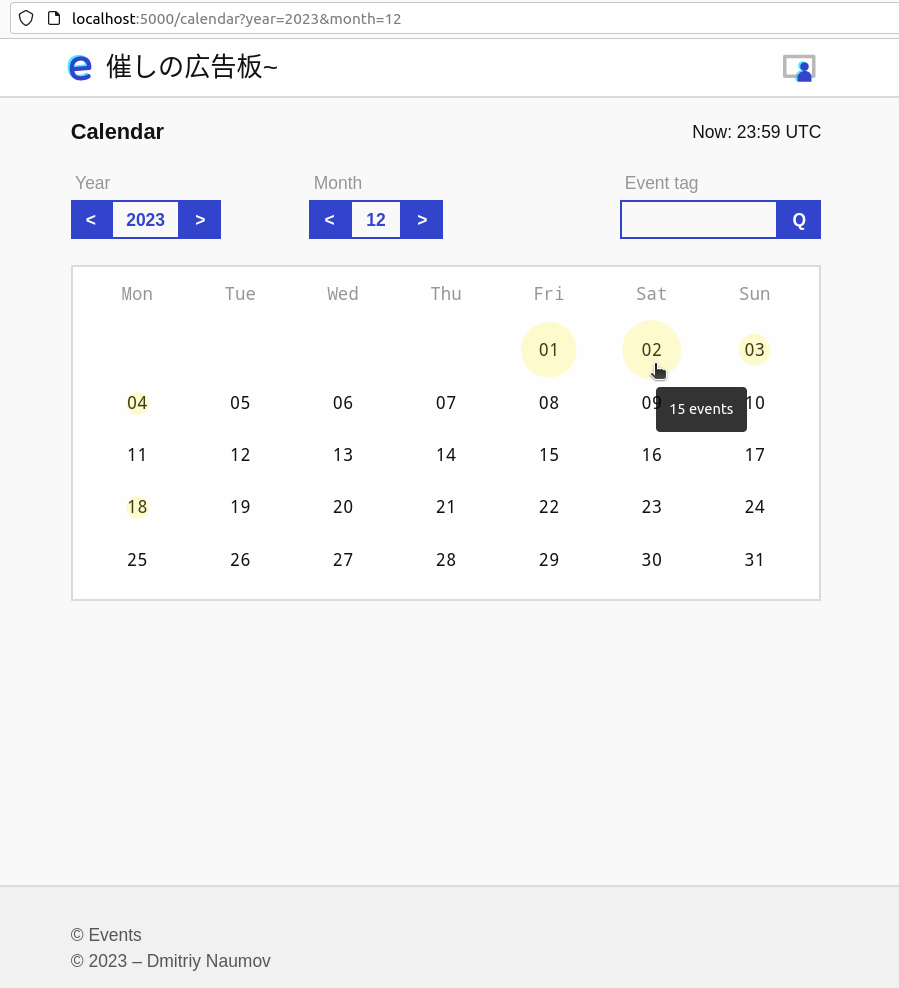 localhost:5000/calendar?year=2023&month=12
e 催しの広告板~
Calendar
Now: 23:59 UTC
Year
Month
Event tag
< 2023 >
< 12 >
Q
Mon Tue Wed Thu Fri Sat Sun
01 02 03
04 05 06 07 08 09 10
15 events
11 12 13 14 15 16 17
18 19 20 21 22 23 24
25 26 27 28 29 30 31
© Events
© 2023 – Dmitriy Naumov